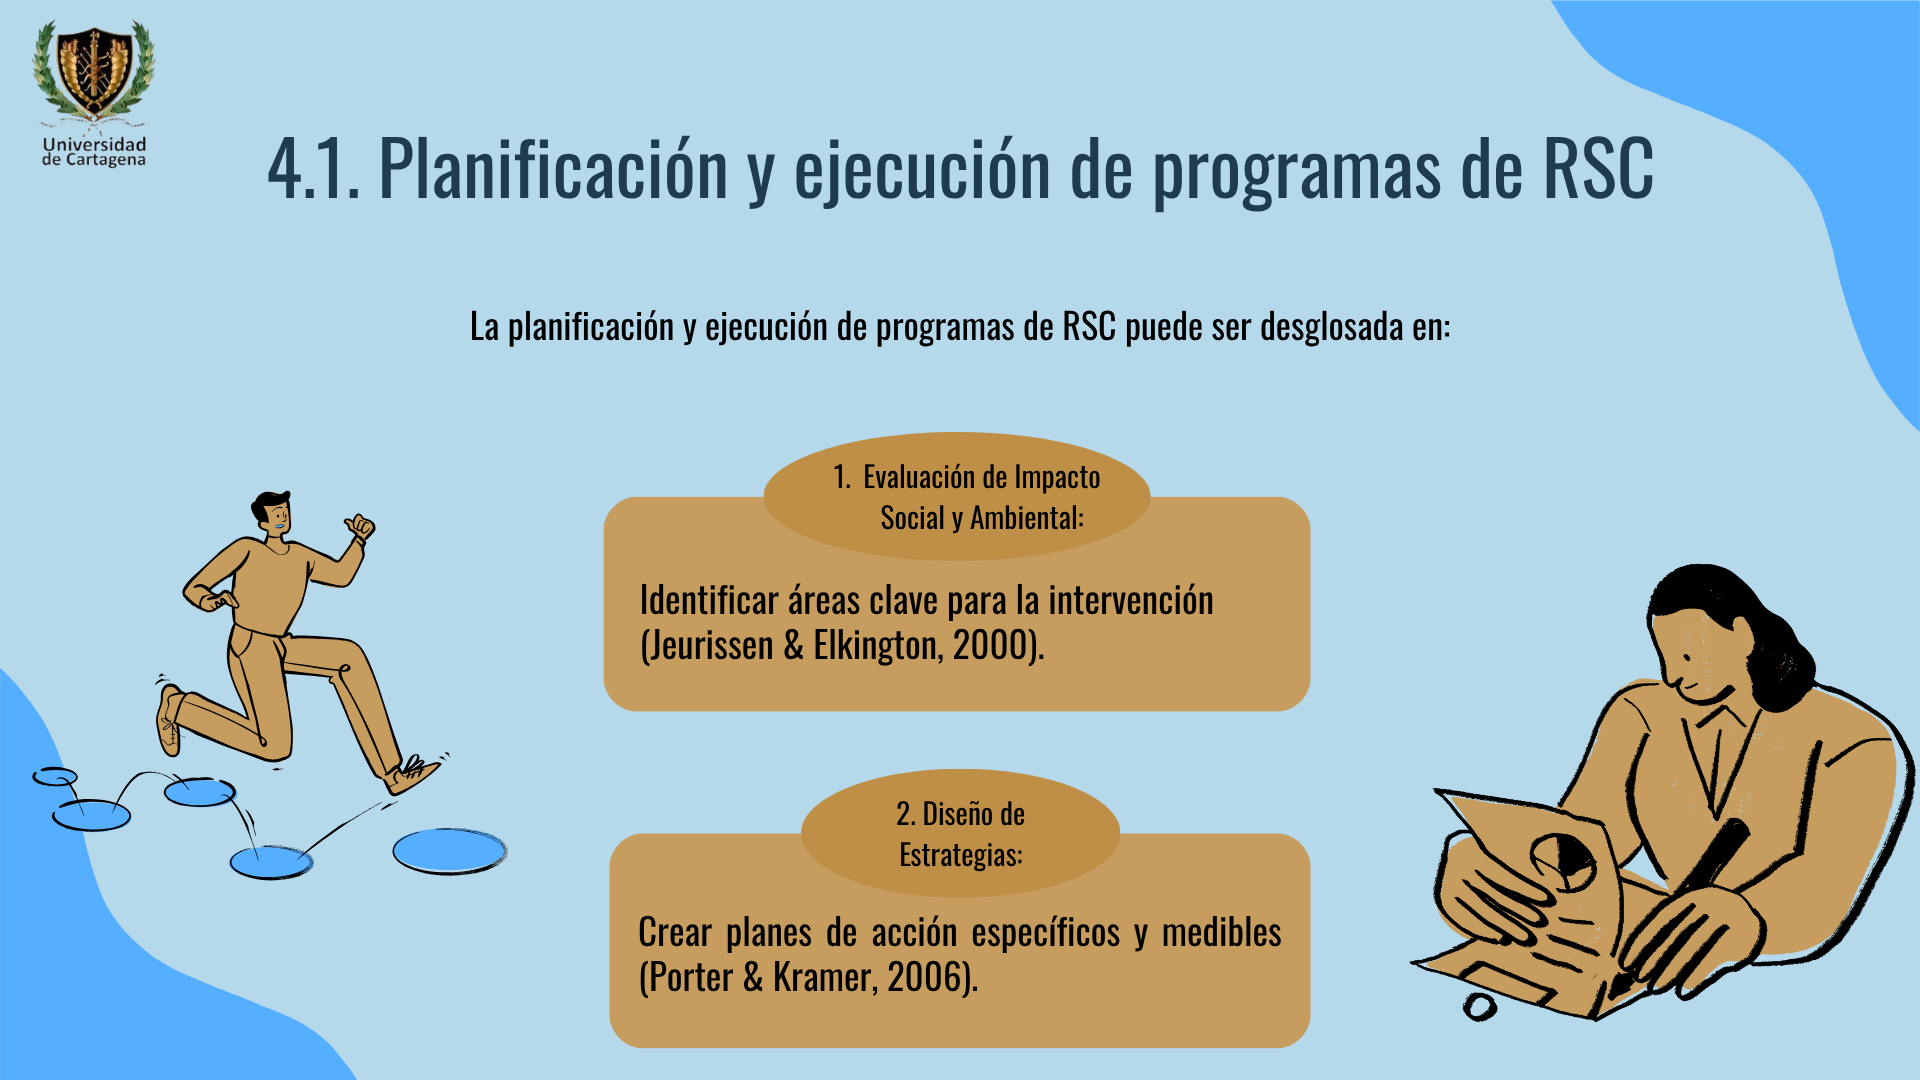 Universidad
de Cartagena
4.1. Planificación y ejecución de programas de RSC
La planificación y ejecución de programas de RSC puede ser desglosada en:
1. Evaluación de Impacto
Social y Ambiental:
Identificar áreas clave para la intervención
(Jeurissen & Elkington, 2000).
2. Diseño de
Estrategias:
Crear planes de acción específicos y medibles
(Porter & Kramer, 2006).